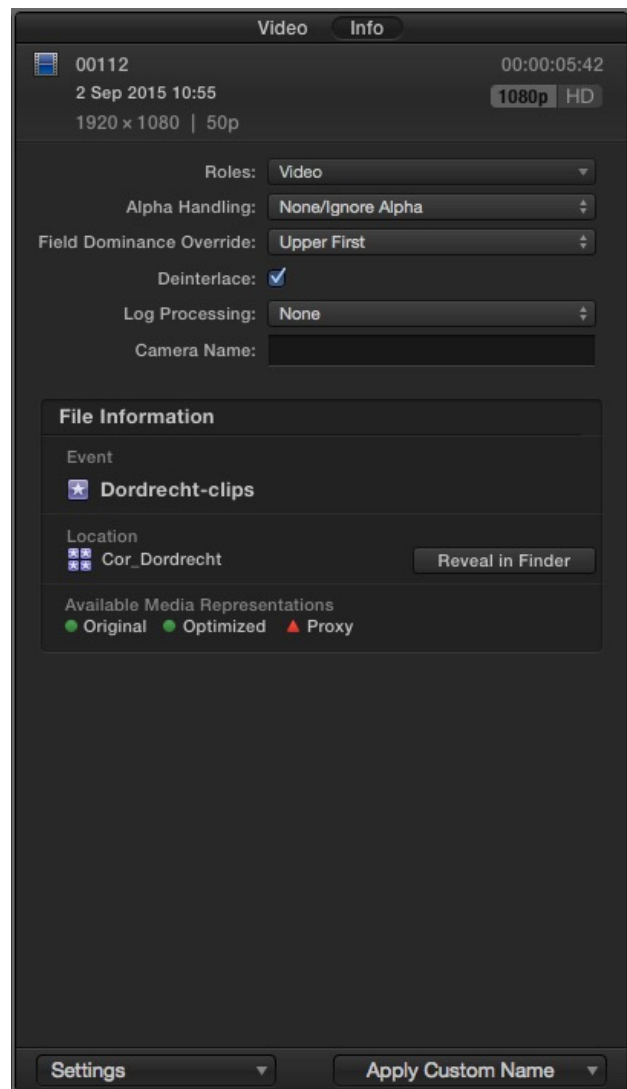 Video Info
00112 00:00:05:42
2 Sep 2015 10:55 1080p HD
1920 × 1080 | 50p
Roles: Video
Alpha Handling: None/Ignore Alpha
Field Dominance Override: Upper First
Deinterlace:
Log Processing: None
Camera Name:
File Information
Event
Dordrecht-clips
Location
Cor_Dordrecht Reveal in Finder
Available Media Representations
Original Optimized Proxy
Settings Apply Custom Name